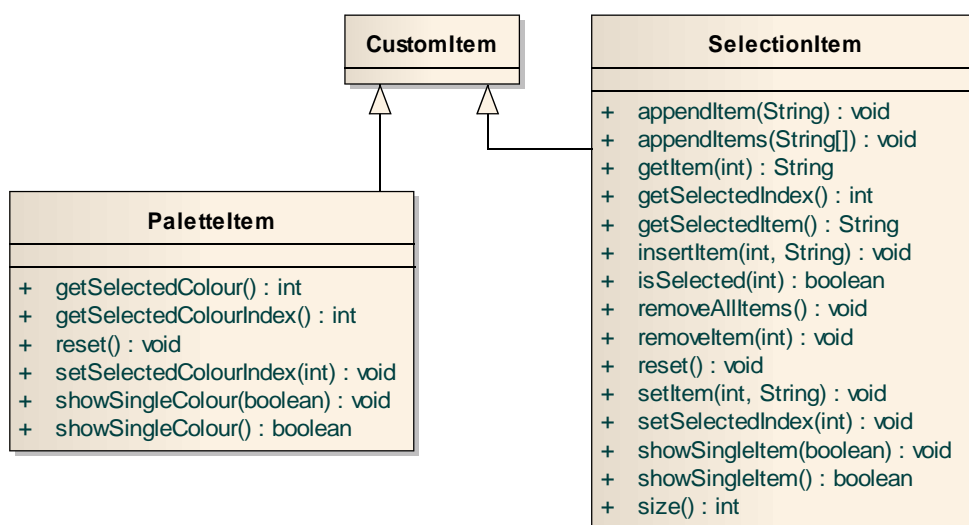 CustomItem
SelectionItem
+ appendItem(String) : void
+ appendItems(String[]) : void
+ getItem(int) : String
+ getSelectedIndex() : int
+ getSelectedItem() : String
+ insertItem(int, String) : void
+ isSelected(int) : boolean
+ removeAllItems() : void
+ removeItem(int) : void
+ reset() : void
+ setItem(int, String) : void
+ setSelectedIndex(int) : void
+ showSingleItem(boolean) : void
+ showSingleItem() : boolean
+ size() : int
PaletteItem
+ getSelectedColour() : int
+ getSelectedColourIndex() : int
+ reset() : void
+ setSelectedColourIndex(int) : void
+ showSingleColour(boolean) : void
+ showSingleColour() : boolean